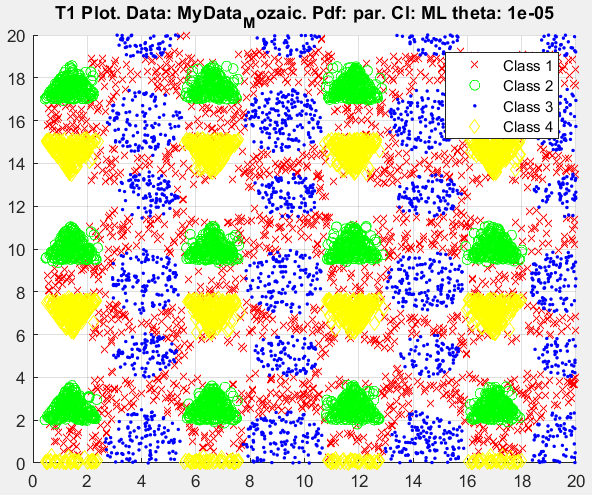 T1 Plot. Data: MyData_Mozaic. Pdf: par. Cl: ML theta: 1e-05
20
18
16
14
12
10
8
6
4
2
0
Class 1
Class 2
Class 3
Class 4
0 2 4 6 8 10 12 14 16 18 20